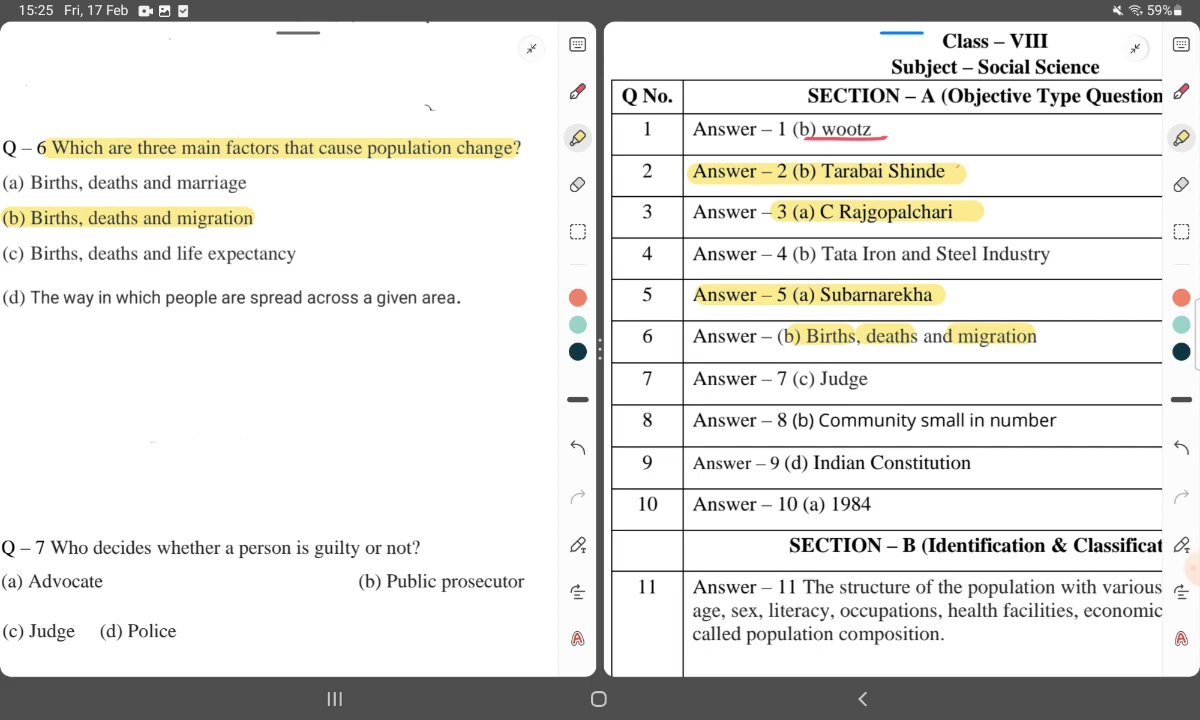 15:25 Fri, 17 Feb
59%
Q – 6 Which are three main factors that cause population change?
(a) Births, deaths and marriage
(b) Births, deaths and migration
(c) Births, deaths and life expectancy
(d) The way in which people are spread across a given area.
Q – 7 Who decides whether a person is guilty or not?
(a) Advocate (b) Public prosecutor
(c) Judge (d) Police
Class – VIII
Subject – Social Science
Q No. SECTION – A (Objective Type Question
1 Answer – 1 (b) wootz
2 Answer – 2 (b) Tarabai Shinde
3 Answer – 3 (a) C Rajgopalchari
4 Answer – 4 (b) Tata Iron and Steel Industry
5 Answer – 5 (a) Subarnarekha
6 Answer – (b) Births, deaths and migration
7 Answer – 7 (c) Judge
8 Answer – 8 (b) Community small in number
9 Answer – 9 (d) Indian Constitution
10 Answer – 10 (a) 1984
SECTION – B (Identification & Classificat
11 Answer – 11 The structure of the population with various
age, sex, literacy, occupations, health facilities, economic
called population composition.